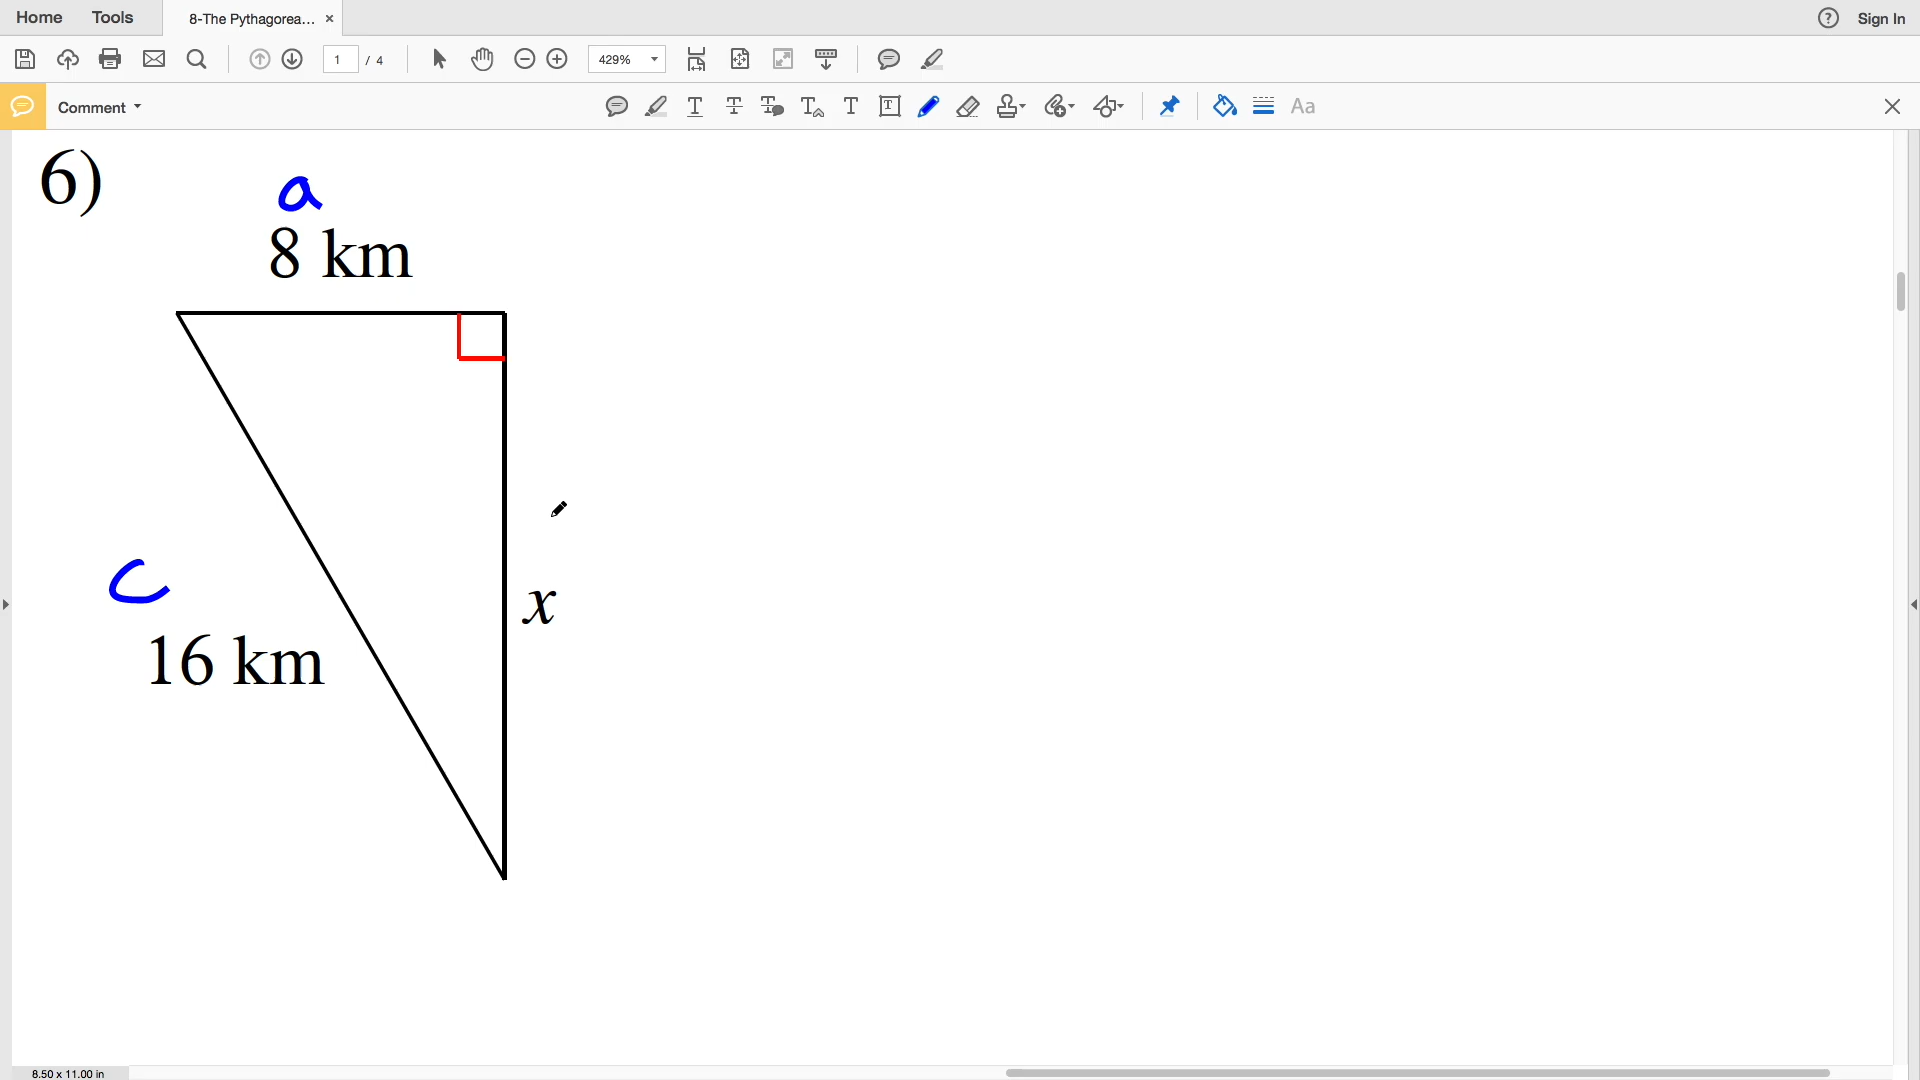 Home Tools 8-The Pythagorea... × ? Sign In
1 / 4 429%
Comment T T T T T T Aa
6)
a
8 km
x
c
16 km
8.50 x 11.00 in